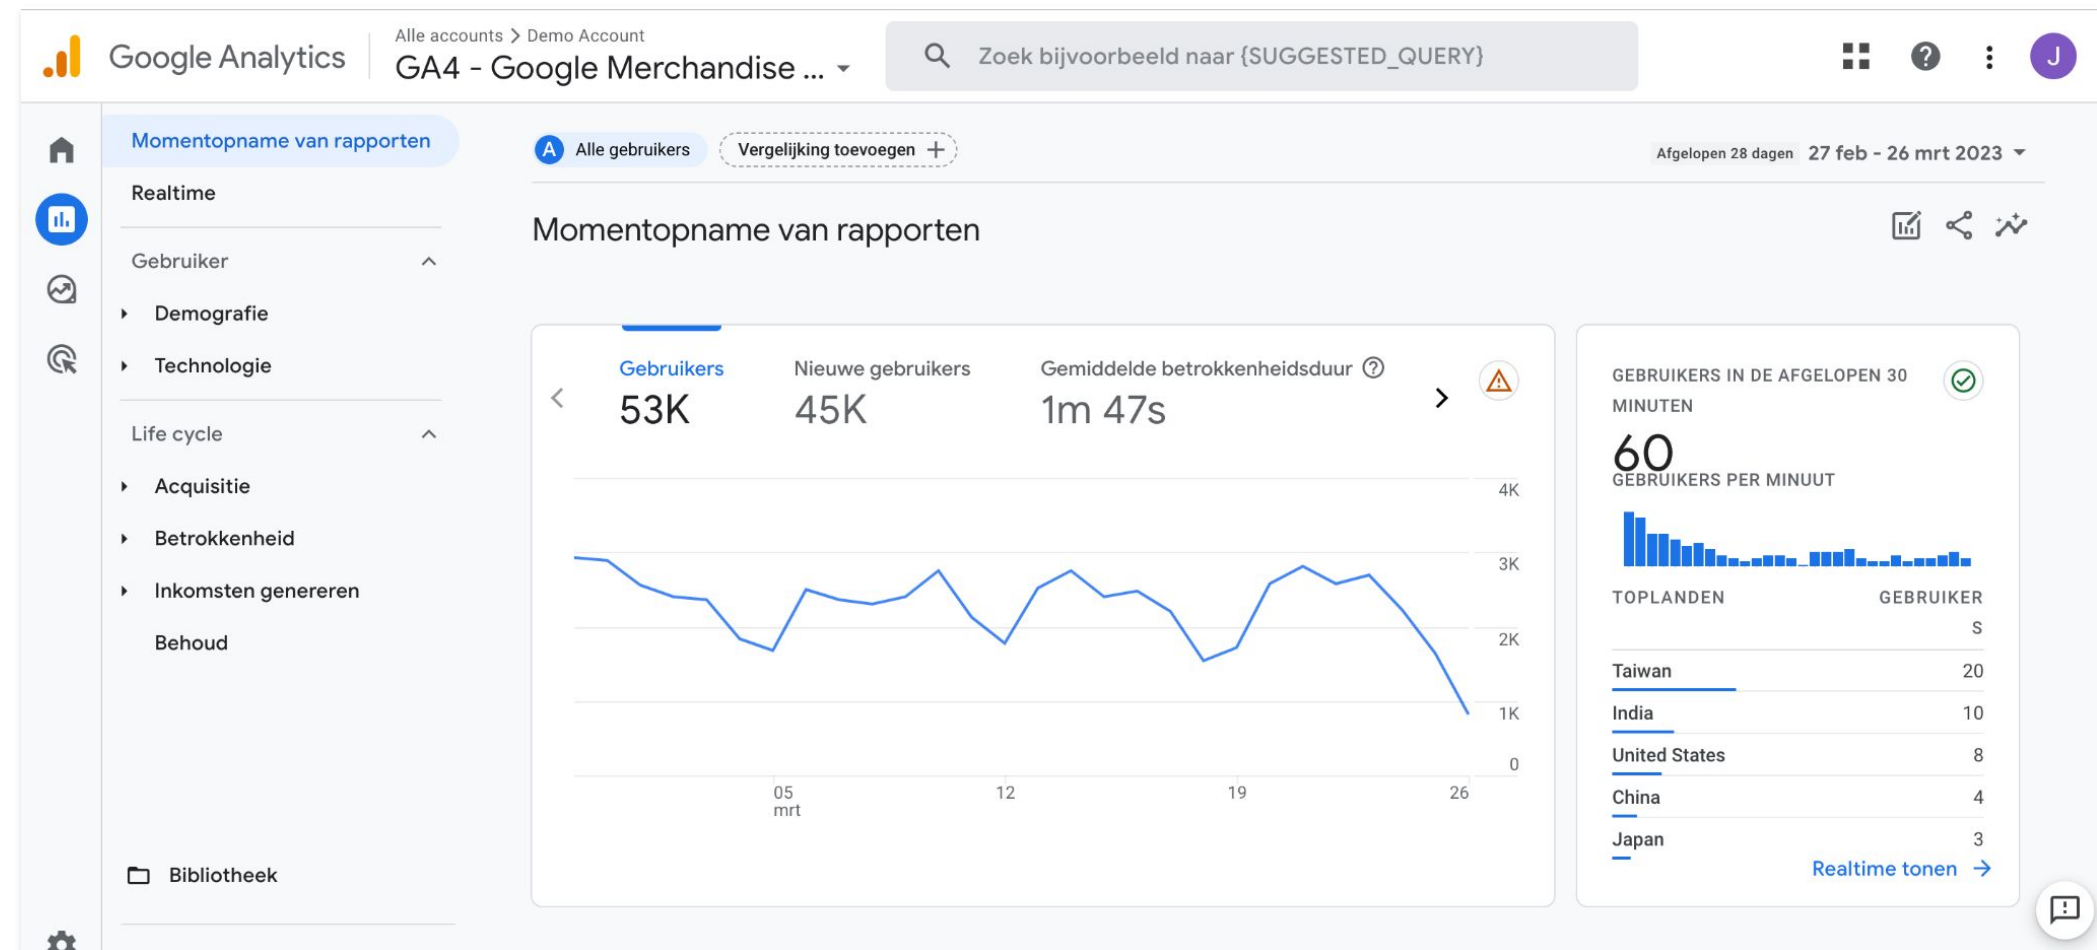 Google Analytics
Alle accounts > Demo Account
GA4 - Google Merchandise ...
Zoek bijvoorbeeld naar {SUGGESTED_QUERY}
J
Momentopname van rapporten
Realtime
Gebruiker
Demografie
Technologie
Life cycle
Acquisitie
Betrokkenheid
Inkomsten genereren
Behoud
Bibliotheek
A Alle gebruikers
Vergelijking toevoegen +
Afgelopen 28 dagen 27 feb - 26 mrt 2023
Momentopname van rapporten
Gebruikers
53K
Nieuwe gebruikers
45K
Gemiddelde betrokkenheidsduur
1m 47s
4K
3K
2K
1K
0
05
mrt
12
19
26
GEBRUIKERS IN DE AFGELOPEN 30
MINUTEN
60
GEBRUIKERS PER MINUUT
TOPLANDEN GEBRUIKER
S
Taiwan 20
India 10
United States 8
China 4
Japan 3
Realtime tonen →